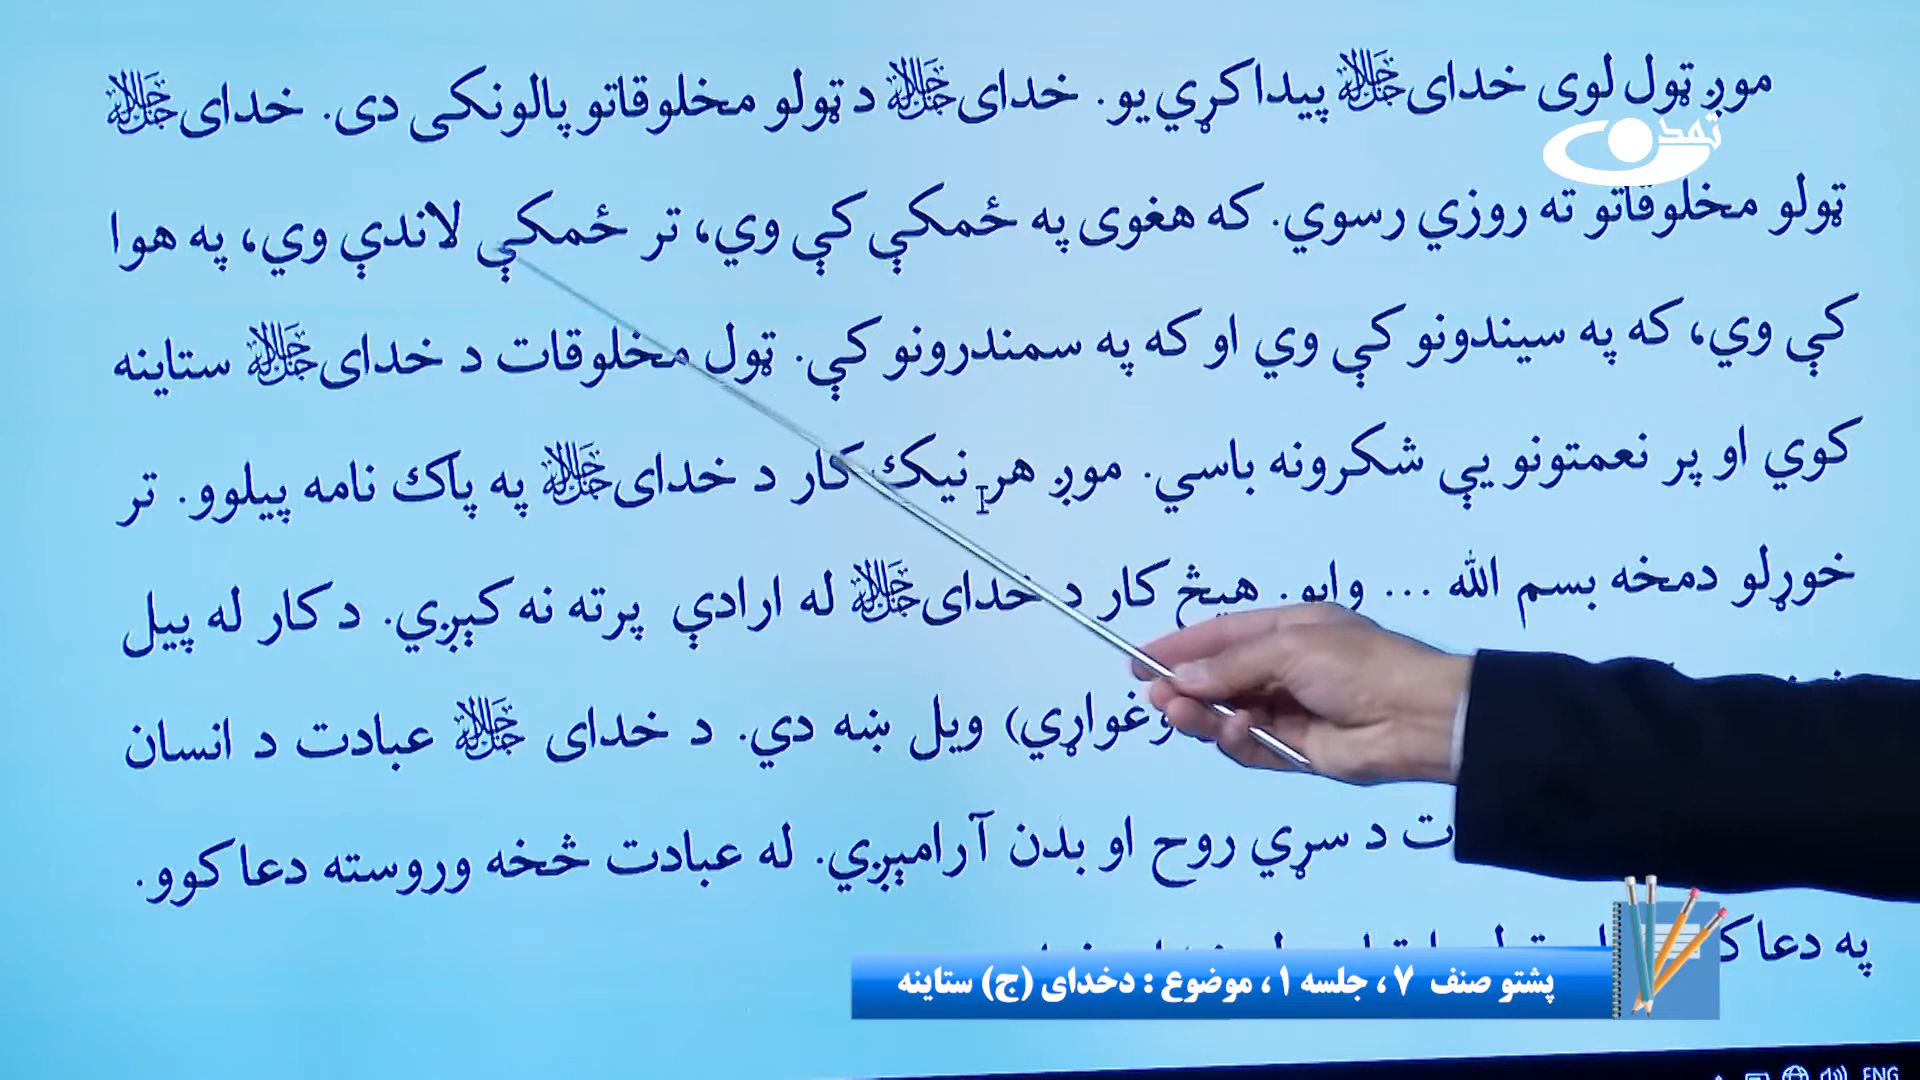 موږ ټول لوی خدای ﷻ پیدا کړي یو. خدای ﷻ د ټولو مخلوقاتو پالونکی دی. خدای ﷻ
تمدن
ټولو مخلوقاتو ته روزي رسوي. که هغوی په ځمکې کې وي، تر ځمکې لاندې وي، په هوا
کې وي، که په سیندونو کې وي او که په سمندرونو کې. ټول مخلوقات د خدای ﷻ ستاینه
کوي او پر نعمتونو یې شکرونه باسي. موږ هر نیک کار د خدای ﷻ په پاک نامه پیلوو. تر
خوړلو دمخه بسم الله ... وایو. هیڅ کار د خدای ﷻ له ارادې پرته نه کېږي. د کار له پیل
وغواړي) ویل ښه دي. د خدای ﷻ عبادت د انسان
د سړي روح او بدن آرامېږي. له عبادت څخه وروسته دعا کوو.
په دعا
پشتو صنف ۷، جلسه ۱، موضوع : دخدای (ج) ستاینه
ENG